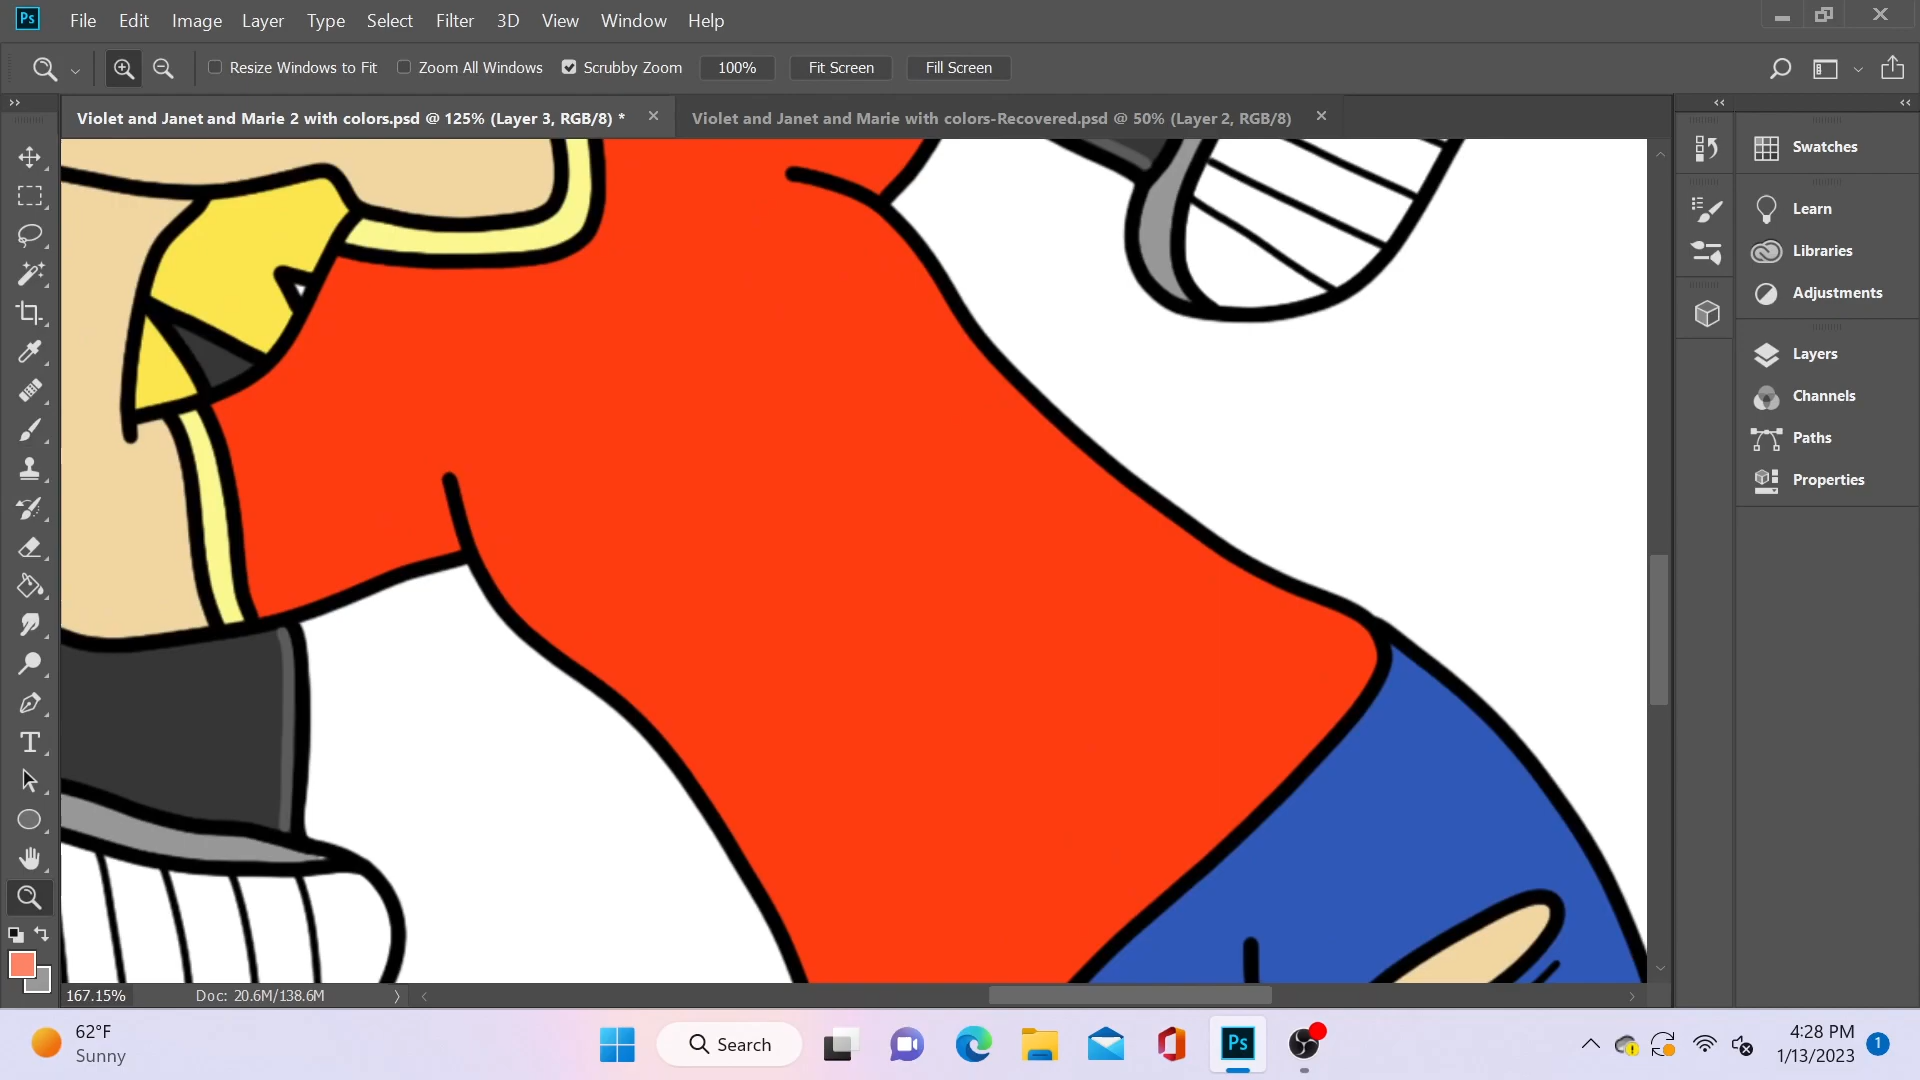 Ps File Edit Image Layer Type Select Filter 3D View Window Help
Resize Windows to Fit Zoom All Windows Scrubby Zoom 100% Fit Screen Fill Screen
Violet and Janet and Marie 2 with colors.psd @ 125% (Layer 3, RGB/8) *
Violet and Janet and Marie with colors-Recovered.psd @ 50% (Layer 2, RGB/8)
Swatches
Learn
Libraries
Adjustments
Layers
Channels
Paths
Properties
T
167.15% Doc: 20.6M/138.6M
62°F
Sunny
Search
Ps
4:28 PM
1/13/2023
1